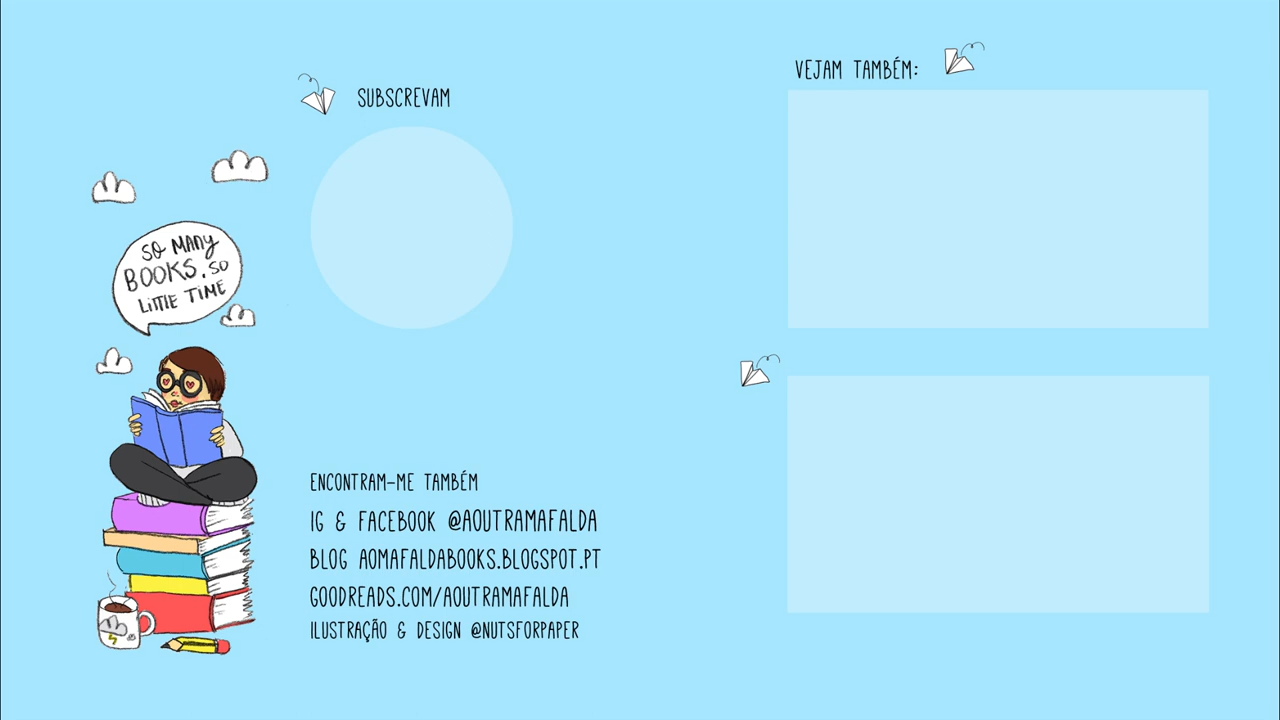 SUBSCREVAM
SO MANY
BOOKS. SO
LITTLE TIME
ENCONTRAM-ME TAMBÉM
IG & FACEBOOK @AOUTRAMAFALDA
BLOG AOMAFALDABOOKS.BLOGSPOT.PT
GOODREADS.COM/AOUTRAMAFALDA
ILUSTRAÇÃO & DESIGN @NUTSFORPAPER
VEJAM TAMBÉM: